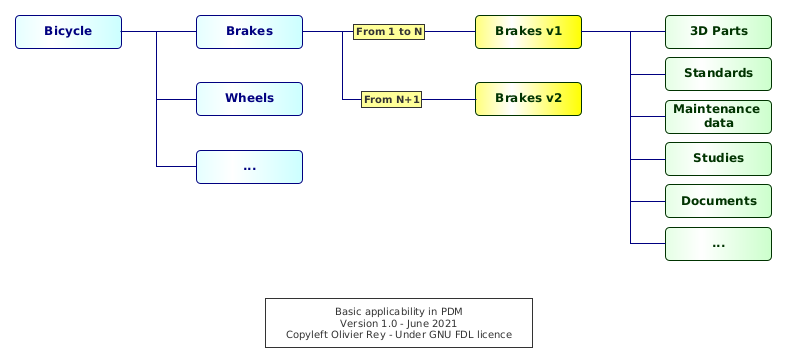 Bicycle
Brakes
From 1 to N
Brakes v1
3D Parts
Standards
Wheels
From N+1
Brakes v2
Maintenance
data
...
Studies
Documents
...
Basic applicability in PDM
Version 1.0 - June 2021
Copyleft Olivier Rey - Under GNU FDL licence